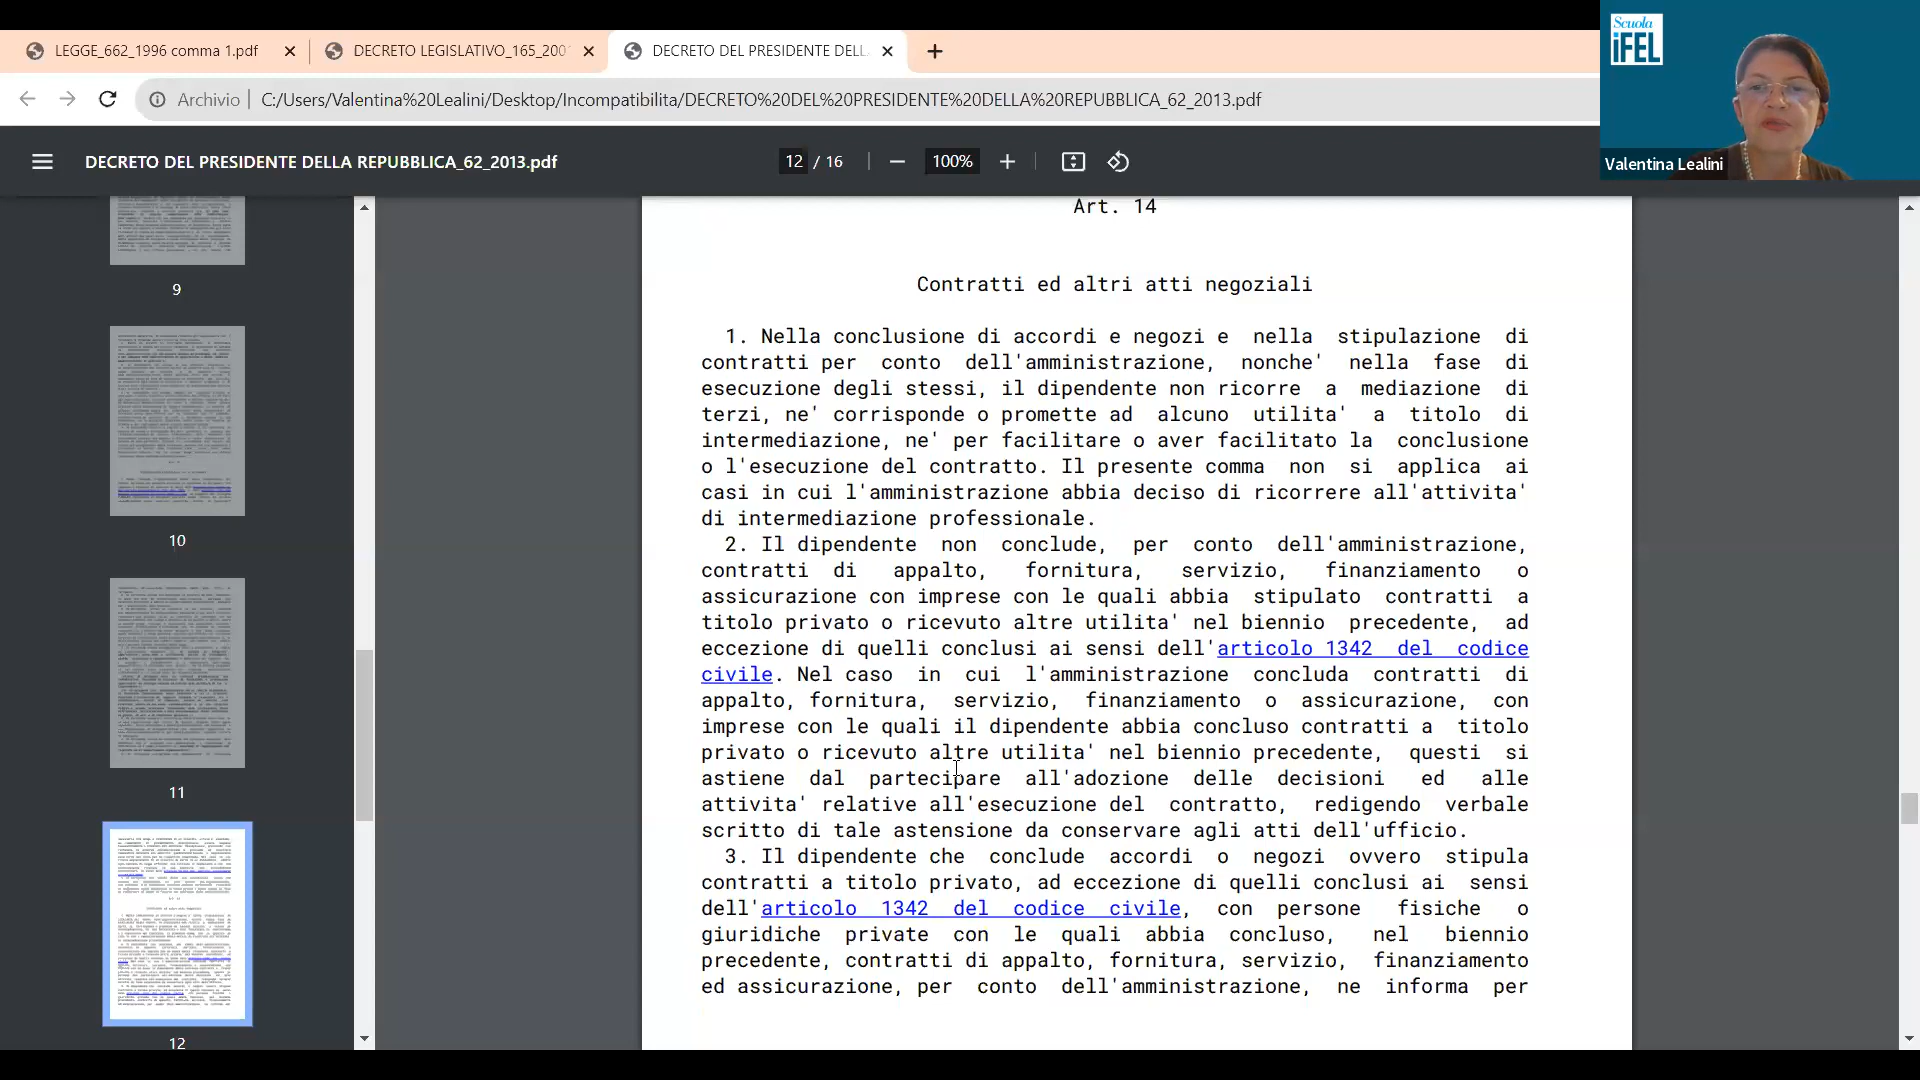 LEGGE_662_1996 comma 1.pdf
DECRETO LEGISLATIVO_165_200
DECRETO DEL PRESIDENTE DELL
Archivio
C:/Users/Valentina%20Lealini/Desktop/Incompatibilita/DECRETO%20DEL%20PRESIDENTE%20DELLA%20REPUBBLICA_62_2013.pdf
Scuola
iFEL
Valentina Lealini
DECRETO DEL PRESIDENTE DELLA REPUBBLICA_62_2013.pdf
12 / 16
100%
9
10
11
12
Art. 14
Contratti ed altri atti negoziali
1. Nella conclusione di accordi e negozi e nella stipulazione di
contratti per conto dell'amministrazione, nonche' nella fase di
esecuzione degli stessi, il dipendente non ricorre a mediazione di
terzi, ne' corrisponde o promette ad alcuno utilita' a titolo di
intermediazione, ne' per facilitare o aver facilitato la conclusione
o l'esecuzione del contratto. Il presente comma non si applica ai
casi in cui l'amministrazione abbia deciso di ricorrere all'attivita'
di intermediazione professionale.
2. Il dipendente non conclude, per conto dell'amministrazione,
contratti di appalto, fornitura, servizio, finanziamento o
assicurazione con imprese con le quali abbia stipulato contratti a
titolo privato o ricevuto altre utilita' nel biennio precedente, ad
eccezione di quelli conclusi ai sensi dell'articolo 1342 del codice
civile. Nel caso in cui l'amministrazione concluda contratti di
appalto, fornitura, servizio, finanziamento o assicurazione, con
imprese con le quali il dipendente abbia concluso contratti a titolo
privato o ricevuto altre utilita' nel biennio precedente, questi si
astiene dal partecipare all'adozione delle decisioni ed alle
attivita' relative all'esecuzione del contratto, redigendo verbale
scritto di tale astensione da conservare agli atti dell'ufficio.
3. Il dipendente che conclude accordi o negozi ovvero stipula
contratti a titolo privato, ad eccezione di quelli conclusi ai sensi
dell'articolo 1342 del codice civile, con persone fisiche o
giuridiche private con le quali abbia concluso, nel biennio
precedente, contratti di appalto, fornitura, servizio, finanziamento
ed assicurazione, per conto dell'amministrazione, ne informa per